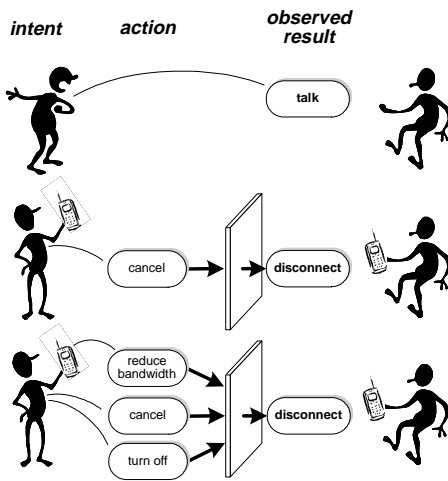 intent action observed
result
talk
cancel disconnect
reduce
bandwidth
cancel disconnect
turn off